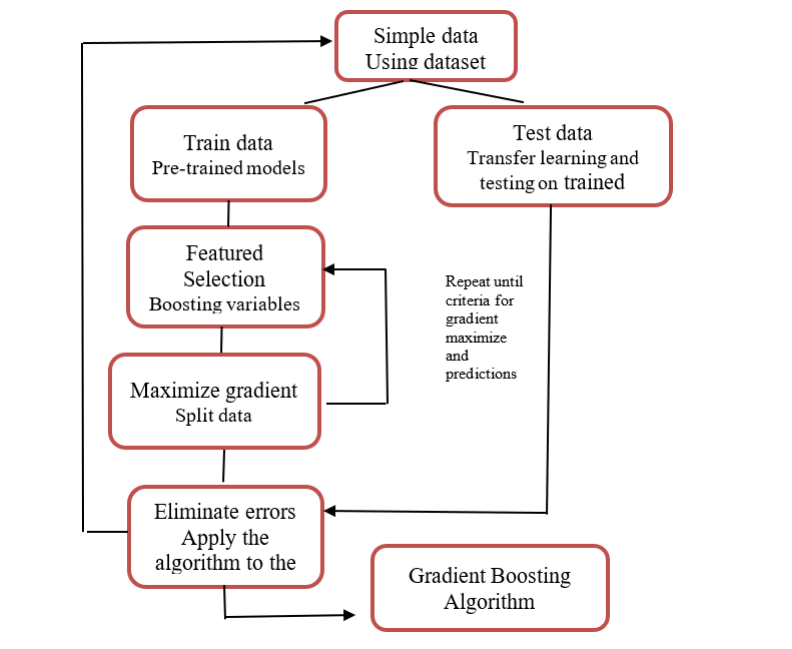 Simple data
Using dataset
Train data
Pre-trained models
Test data
Transfer learning and
testing on trained
Featured
Selection
Boosting variables
Repeat until
criteria for
gradient
maximize
and
predictions
Maximize gradient
Split data
Eliminate errors
Apply the
algorithm to the
Gradient Boosting
Algorithm